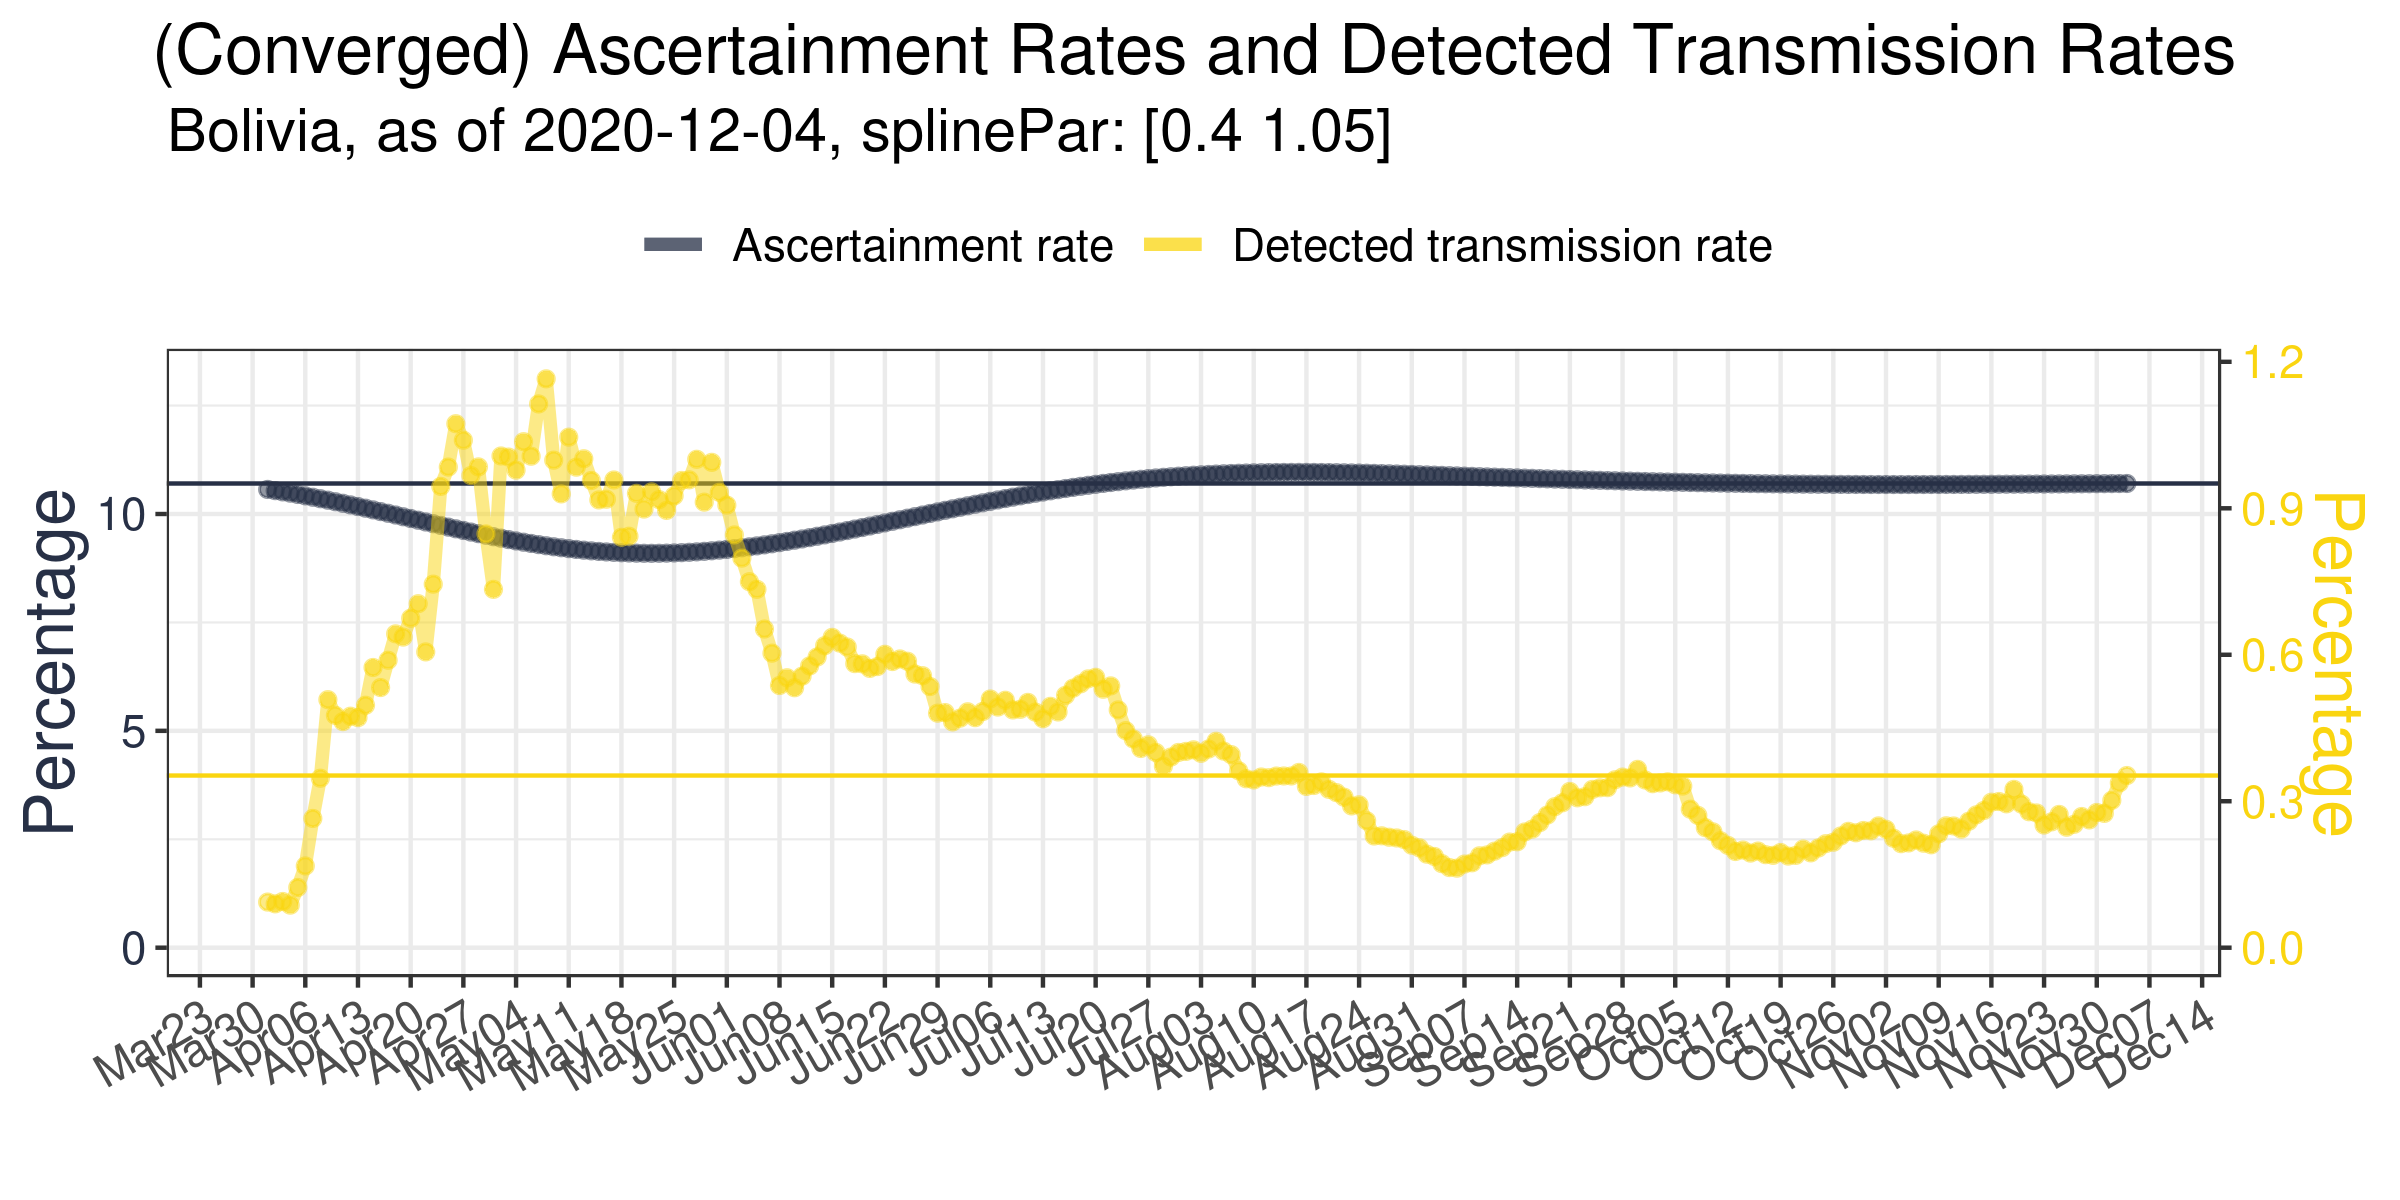 (Converged) Ascertainment Rates and Detected Transmission Rates
Bolivia, as of 2020-12-04, splinePar: [0.4 1.05]
Ascertainment rate
Detected transmission rate
Percentage
10
5
0
1.2
0.9
0.6
0.3
0.0
Percentage
Mar23
Mar30
Apr06
Apr13
Apr20
Apr27
May04
May11
May18
May25
Jun01
Jun08
Jun15
Jun22
Jun29
Jul06
Jul13
Jul20
Jul27
Aug03
Aug10
Aug17
Aug24
Aug31
Sep07
Sep14
Sep21
Sep28
Oct05
Oct12
Oct19
Oct26
Nov02
Nov09
Nov16
Nov23
Nov30
Dec07
Dec14